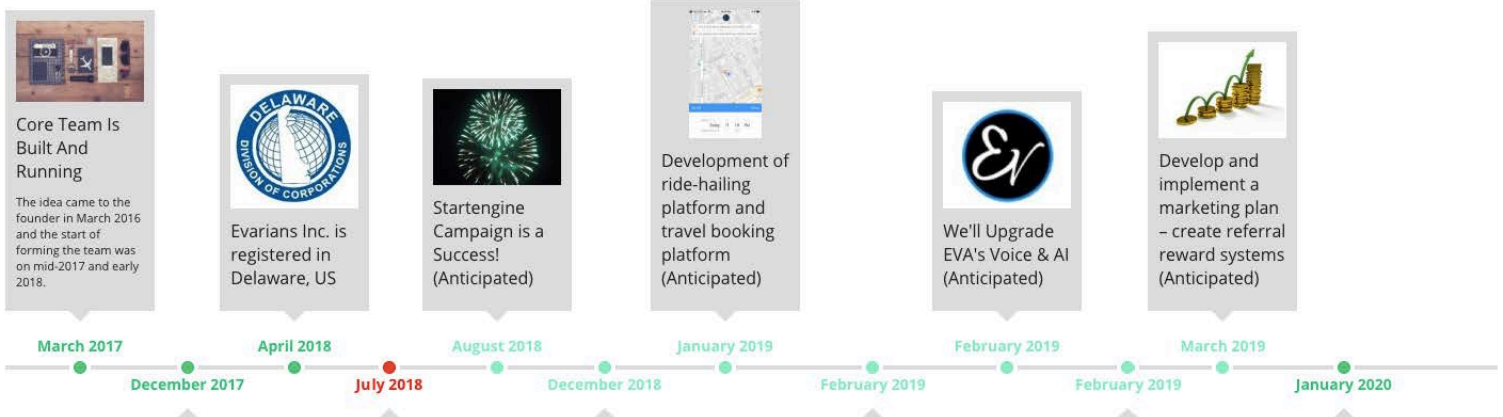 Core Team Is
Built And
Running
The idea came to the
founder in March 2016
and the start of
forming the team was
on mid-2017 and early
2018.
DELAWARE
DIVISION OF CORPORATIONS
Evarians Inc. is
registered in
Delaware, US
Startengine
Campaign is a
Success!
(Anticipated)
Development of
ride-hailing
platform and
travel booking
platform
(Anticipated)
Ev
We'll Upgrade
EVA's Voice & AI
(Anticipated)
Develop and
implement a
marketing plan
– create referral
reward systems
(Anticipated)
March 2017
April 2018
August 2018
January 2019
February 2019
March 2019
December 2017
July 2018
December 2018
February 2019
February 2019
January 2020